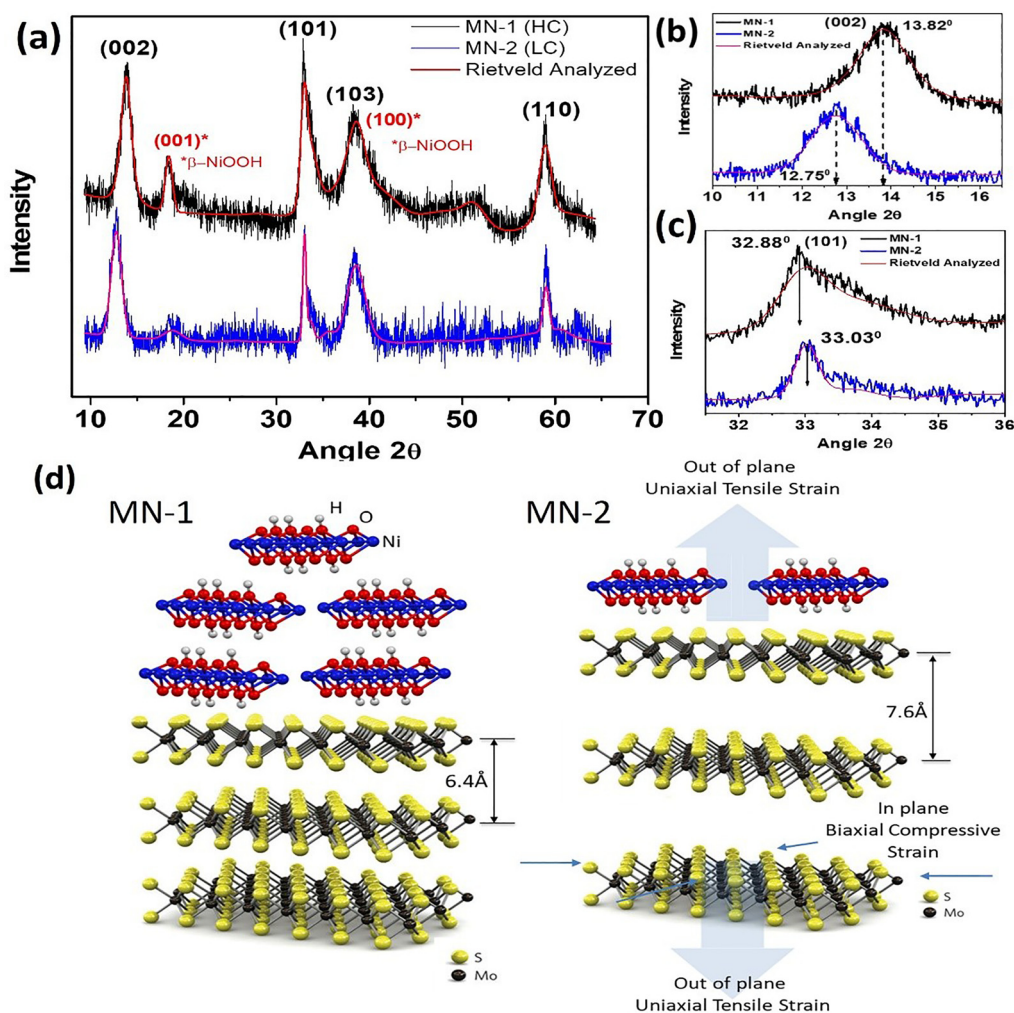 (a)
MN-1 (HC)
MN-2 (LC)
Rietveld Analyzed
(002)
(101)
(103)
(110)
(001)*
*β–NiOOH
(100)*
*β–NiOOH
Intensity
10 20 30 40 50 60 70
Angle 2θ
(b)
MN-1
MN-2
Rietveld Analyzed
(002)
13.82⁰
12.75⁰
Intensity
10 11 12 13 14 15 16
Angle 2θ
(c)
32.88⁰ (101)
MN-1
MN-2
Rietveld Analyzed
33.03⁰
Intensity
32 33 34 35 36
Angle 2θ
(d)
MN-1
H
O
Ni
6.4Å
S
Mo
MN-2
Out of plane
Uniaxial Tensile Strain
7.6Å
In plane
Biaxial Compressive
Strain
S
Mo
Out of plane
Uniaxial Tensile Strain